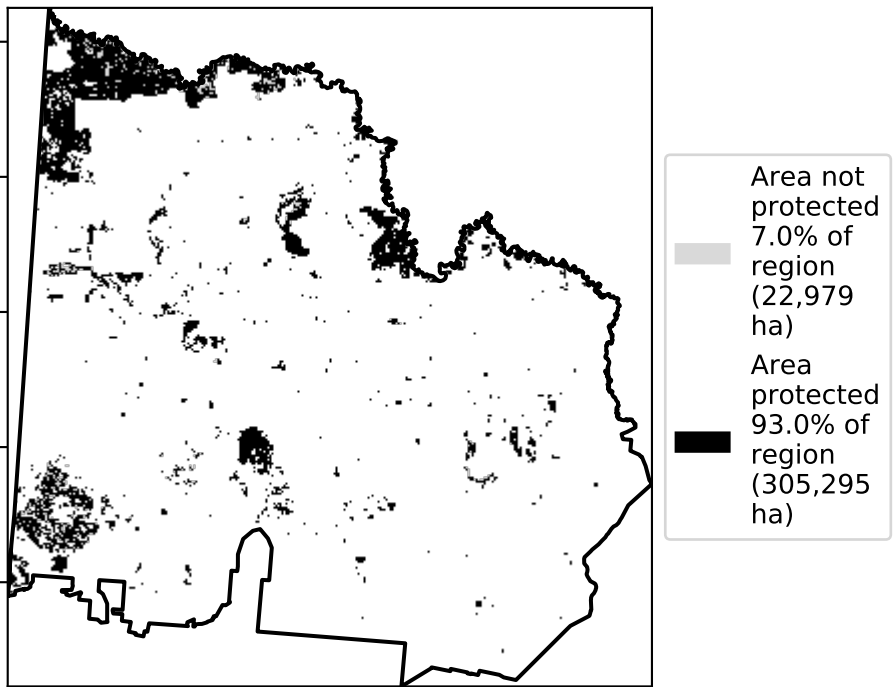 Area not
protected
7.0% of
region
(22,979
ha)
Area
protected
93.0% of
region
(305,295
ha)